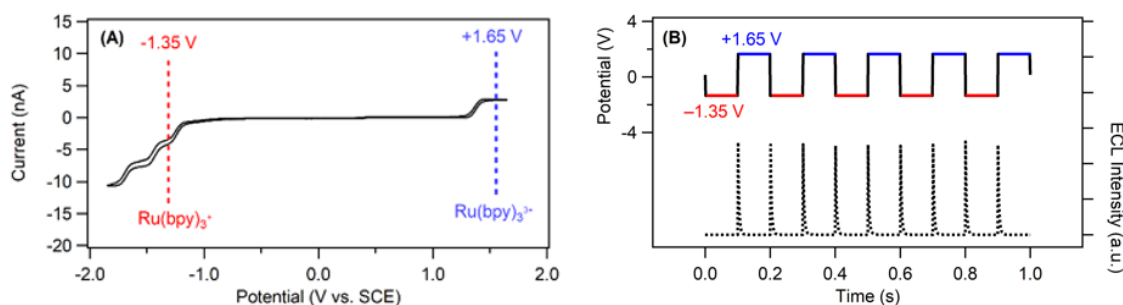 (A)
-1.35 V
+1.65 V
Current (nA)
15
10
5
0
-5
-10
-15
-20
Ru(bpy)₃⁺
Ru(bpy)₃³⁺
-2.0 -1.0 0.0 1.0 2.0
Potential (V vs. SCE)
(B)
+1.65 V
–1.35 V
Potential (V)
4
0
-4
ECL Intensity (a.u.)
0.0 0.2 0.4 0.6 0.8 1.0
Time (s)